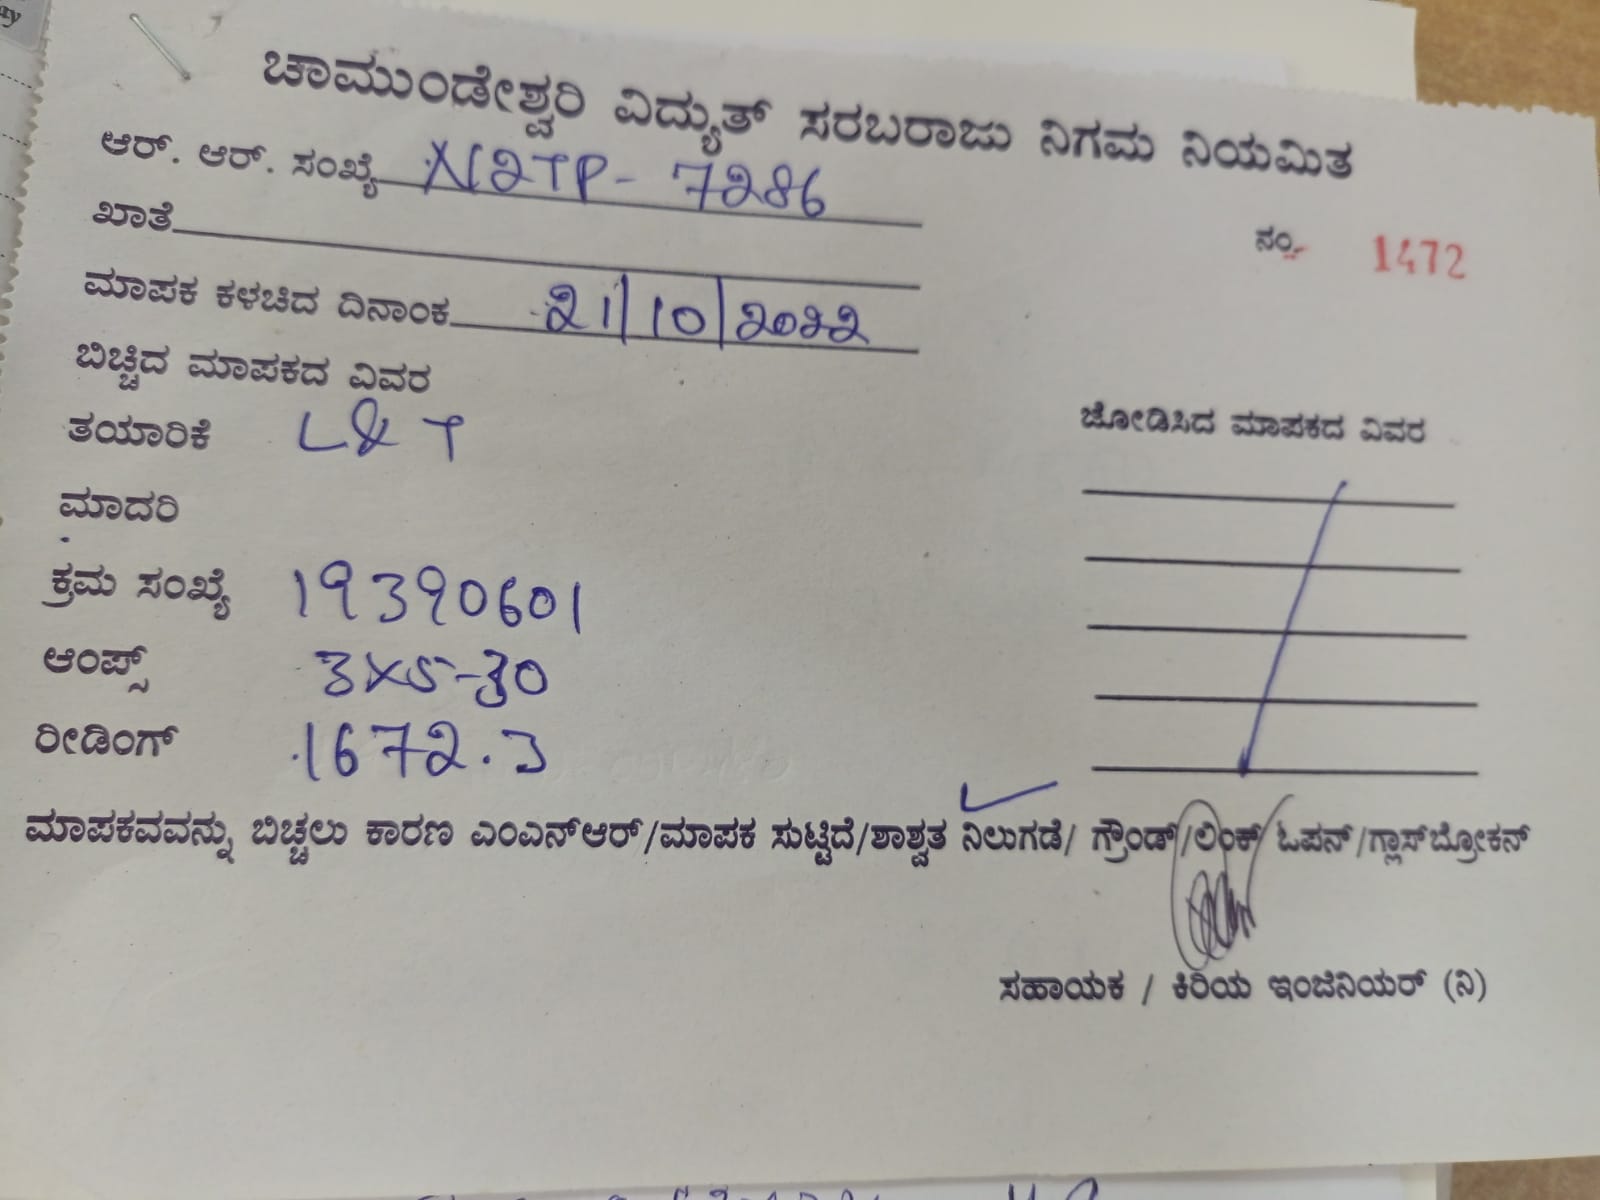 ಚಾಮುಂಡೇಶ್ವರಿ ವಿದ್ಯುತ್ ಸರಬರಾಜು ನಿಗಮ ನಿಯಮಿತ
ಆರ್. ಆರ್. ಸಂಖ್ಯೆ N2TP- 7286
ಖಾತೆ
ನಂ. 1472
ಮಾಪಕ ಕಳಚಿದ ದಿನಾಂಕ 21/10/2022
ಬಿಚ್ಚಿದ ಮಾಪಕದ ವಿವರ
ಜೋಡಿಸಿದ ಮಾಪಕದ ವಿವರ
ತಯಾರಿಕೆ L&T
ಮಾದರಿ
ಕ್ರಮ ಸಂಖ್ಯೆ 19390601
ಆಂಪ್ಸ್ 3X5-30
ರೀಡಿಂಗ್ 1672.3
ಮಾಪಕವವನ್ನು ಬಿಚ್ಚಲು ಕಾರಣ ಎಂಎನ್ಆರ್/ಮಾಪಕ ಸುಟ್ಟಿದೆ/ಶಾಶ್ವತ ನಿಲುಗಡೆ/ ಗ್ರೌಂಡ್/ಲಿಂಕ್/ ಓಪನ್/ಗ್ಲಾಸ್‌ಬ್ರೋಕನ್
ಸಹಾಯಕ / ಕಿರಿಯ ಇಂಜಿನಿಯರ್ (ನಿ)